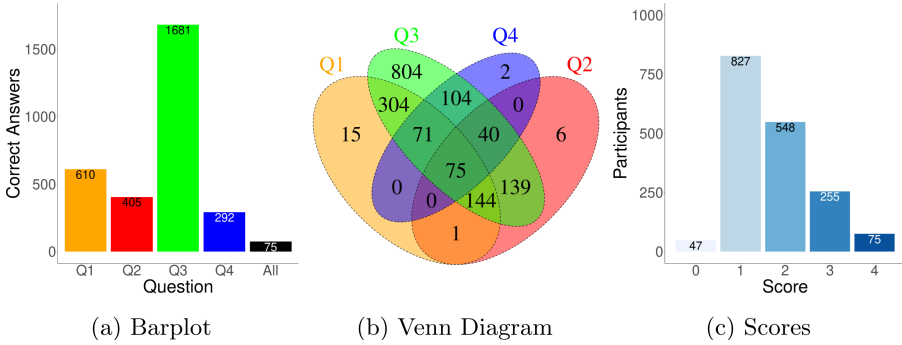 Correct Answers
1500
1000
500
0
610
405
1681
292
75
Q1 Q2 Q3 Q4 All
Question
(a) Barplot
Q1
Q3
Q4
Q2
804
2
304
104
0
15
71
40
6
75
0
0
144
139
1
(b) Venn Diagram
Participants
1000
750
500
250
0
47
827
548
255
75
0 1 2 3 4
Score
(c) Scores